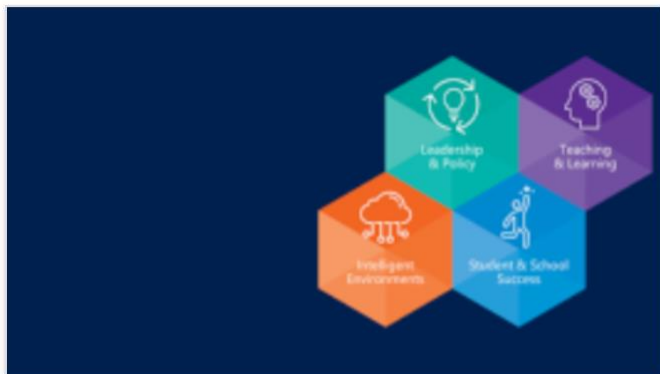 Leadership
& Policy
Teaching
& Learning
Intelligent
Environments
Student & School
Success